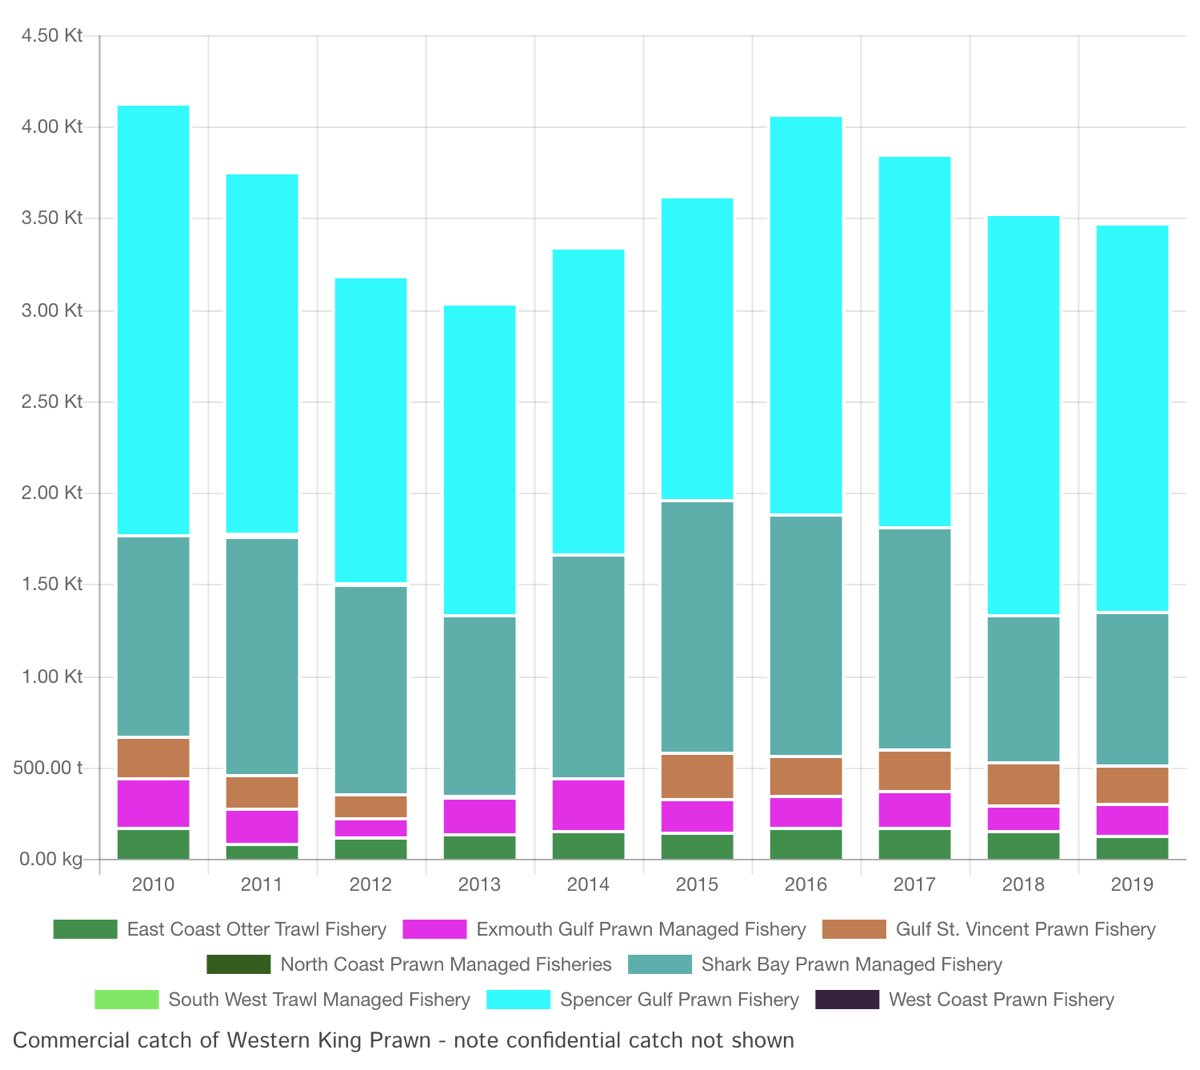 4.50 Kt
4.00 Kt
3.50 Kt
3.00 Kt
2.50 Kt
2.00 Kt
1.50 Kt
1.00 Kt
500.00 t
0.00 kg
2010 2011 2012 2013 2014 2015 2016 2017 2018 2019
East Coast Otter Trawl Fishery Exmouth Gulf Prawn Managed Fishery Gulf St. Vincent Prawn Fishery
North Coast Prawn Managed Fisheries Shark Bay Prawn Managed Fishery
South West Trawl Managed Fishery Spencer Gulf Prawn Fishery West Coast Prawn Fishery
Commercial catch of Western King Prawn - note confidential catch not shown